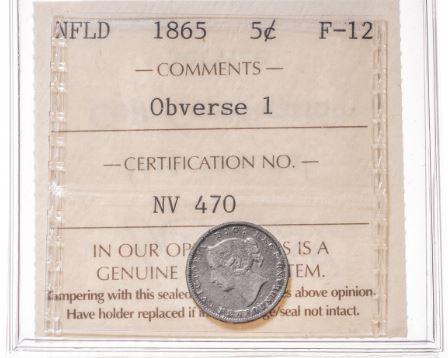 NFLD 1865 5¢ F-12
— COMMENTS —
Obverse 1
— CERTIFICATION NO. —
NV 470
IN OUR IS A
GENUINE
Tampering with this sealed above opinion.
Have holder replaced if seal not intact.